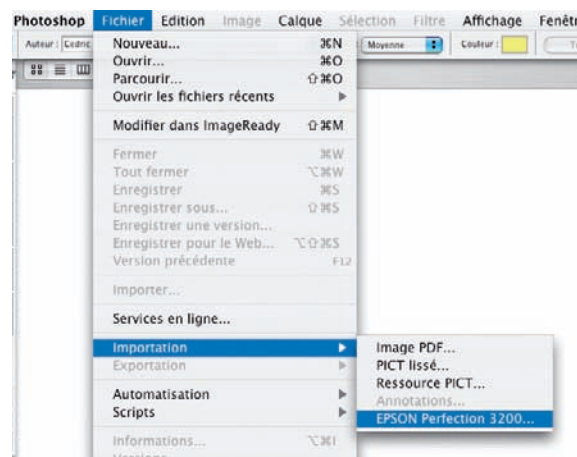 Photoshop Fichier Edition Image Calque Sélection Filtre Affichage Fenêtr
Auteur : Cedric Moyenne Couleur :
Nouveau... ⌘N
Ouvrir... ⌘O
Parcourir... ⇧⌘O
Ouvrir les fichiers récents
Modifier dans ImageReady ⇧⌘M
Fermer ⌘W
Tout fermer ⌥⌘W
Enregistrer ⌘S
Enregistrer sous... ⇧⌘S
Enregistrer une version...
Enregistrer pour le Web... ⌥⇧⌘S
Version précédente F12
Importer...
Services en ligne...
Importation
Exportation
Automatisation
Scripts
Informations... ⌥⌘I
Versions
Image PDF...
PICT lissé...
Ressource PICT...
Annotations...
EPSON Perfection 3200...